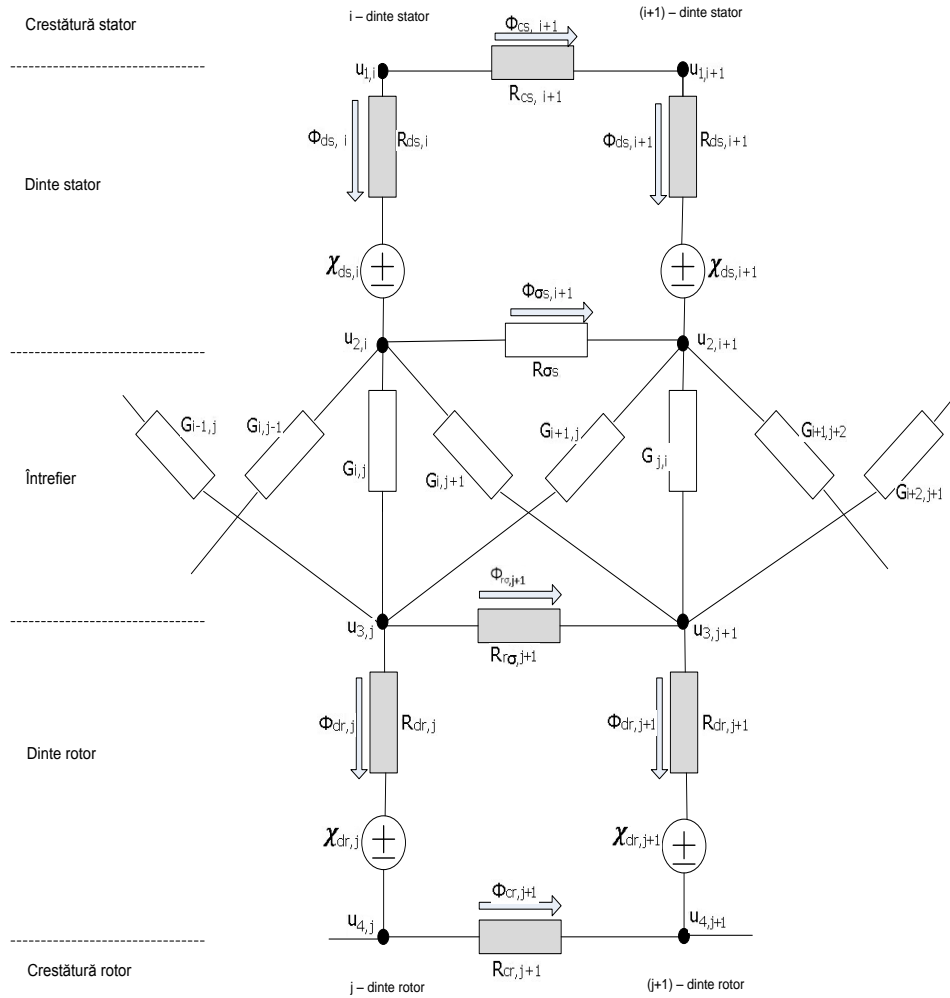 i – dinte stator
(i+1) – dinte stator
Crestătură stator
Φcs, i+1
u1,i
u1,i+1
Rcs, i+1
Φds, i
Rds,i
Φds,i+1
Rds,i+1
Dinte stator
χds,i
χds,i+1
Φσs,i+1
u2,i
u2,i+1
Rσs
Gi-1,j
Gi,j-1
Gi+1,j
Gi+1,j+2
Întrefier
Gi,j
Gi,j+1
Gj,i
Gi+2,j+1
Φrσ,j+1
u3,j
u3,j+1
Rrσ,j+1
Φdr,j
Rdr,j
Φdr,j+1
Rdr,j+1
Dinte rotor
χdr,j
χdr,j+1
Φcr,j+1
u4,j
u4,j+1
Crestătură rotor
Rcr,j+1
j – dinte rotor
(j+1) – dinte rotor